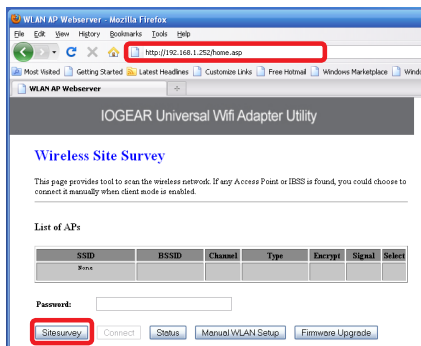 WLAN AP Webserver - Mozilla Firefox
File Edit View History Bookmarks Tools Help
http://192.168.1.252/home.asp
Most Visited Getting Started Latest Headlines Customize Links Free Hotmail Windows Marketplace Windo
WLAN AP Webserver
IOGEAR Universal Wifi Adapter Utility
Wireless Site Survey
This page provides tool to scan the wireless network. If any Access Point or IBSS is found, you could choose to
connect it manually when client mode is enabled.
List of APs
SSID BSSID Channel Type Encrypt Signal Select
None
Password:
Sitesurvey Connect Status Manual WLAN Setup Firmware Upgrade